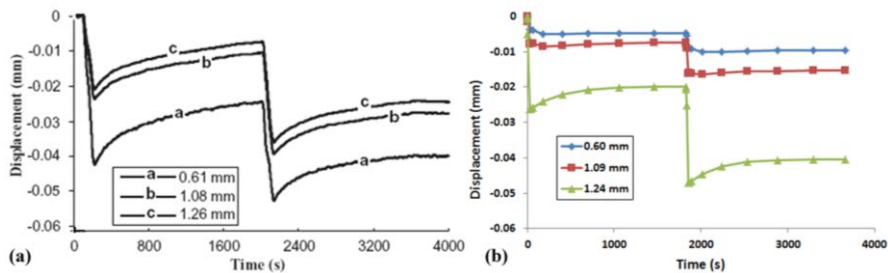 0
-0.01
-0.02
-0.03
-0.04
-0.05
-0.06
Displacement (mm)
c
b
a
c
b
a
a 0.61 mm
b 1.08 mm
c 1.26 mm
0 800 1600 2400 3200 4000
Time (s)
(a)
0
-0.01
-0.02
-0.03
-0.04
-0.05
-0.06
Displacement (mm)
0.60 mm
1.09 mm
1.24 mm
0 1000 2000 3000 4000
Time (s)
(b)